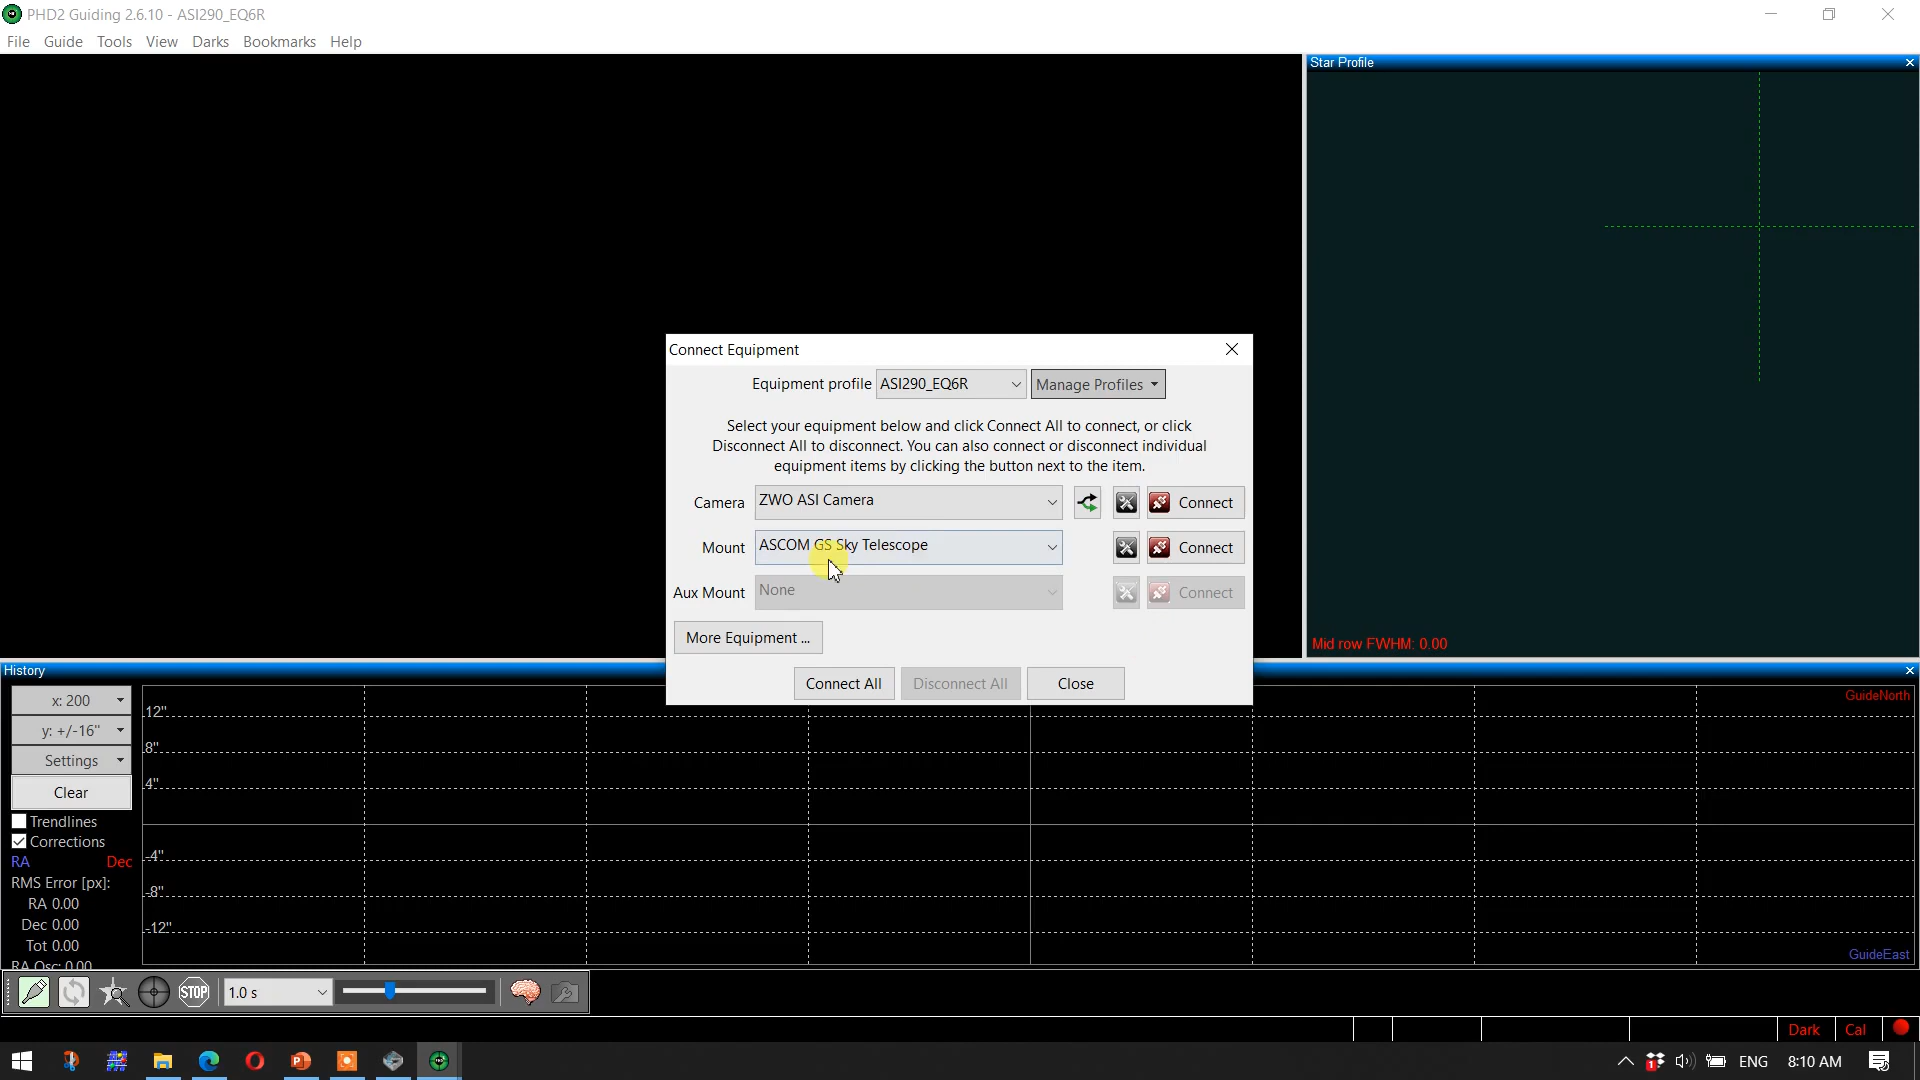 PHD2 Guiding 2.6.10 - ASI290_EQ6R
File Guide Tools View Darks Bookmarks Help
Star Profile
Mid row FWHM: 0.00
Connect Equipment
Equipment profile ASI290_EQ6R Manage Profiles
Select your equipment below and click Connect All to connect, or click
Disconnect All to disconnect. You can also connect or disconnect individual
equipment items by clicking the button next to the item.
Camera ZWO ASI Camera Connect
Mount ASCOM GS Sky Telescope Connect
Aux Mount None Connect
More Equipment ...
Connect All Disconnect All Close
History
x: 200
y: +/-16"
Settings
Clear
Trendlines
Corrections
RA Dec
RMS Error [px]:
RA 0.00
Dec 0.00
Tot 0.00
RA Osc: 0.00
12"
8"
4"
-4"
-8"
-12"
GuideNorth
GuideEast
STOP 1.0 s
Dark Cal
1 ENG 8:10 AM